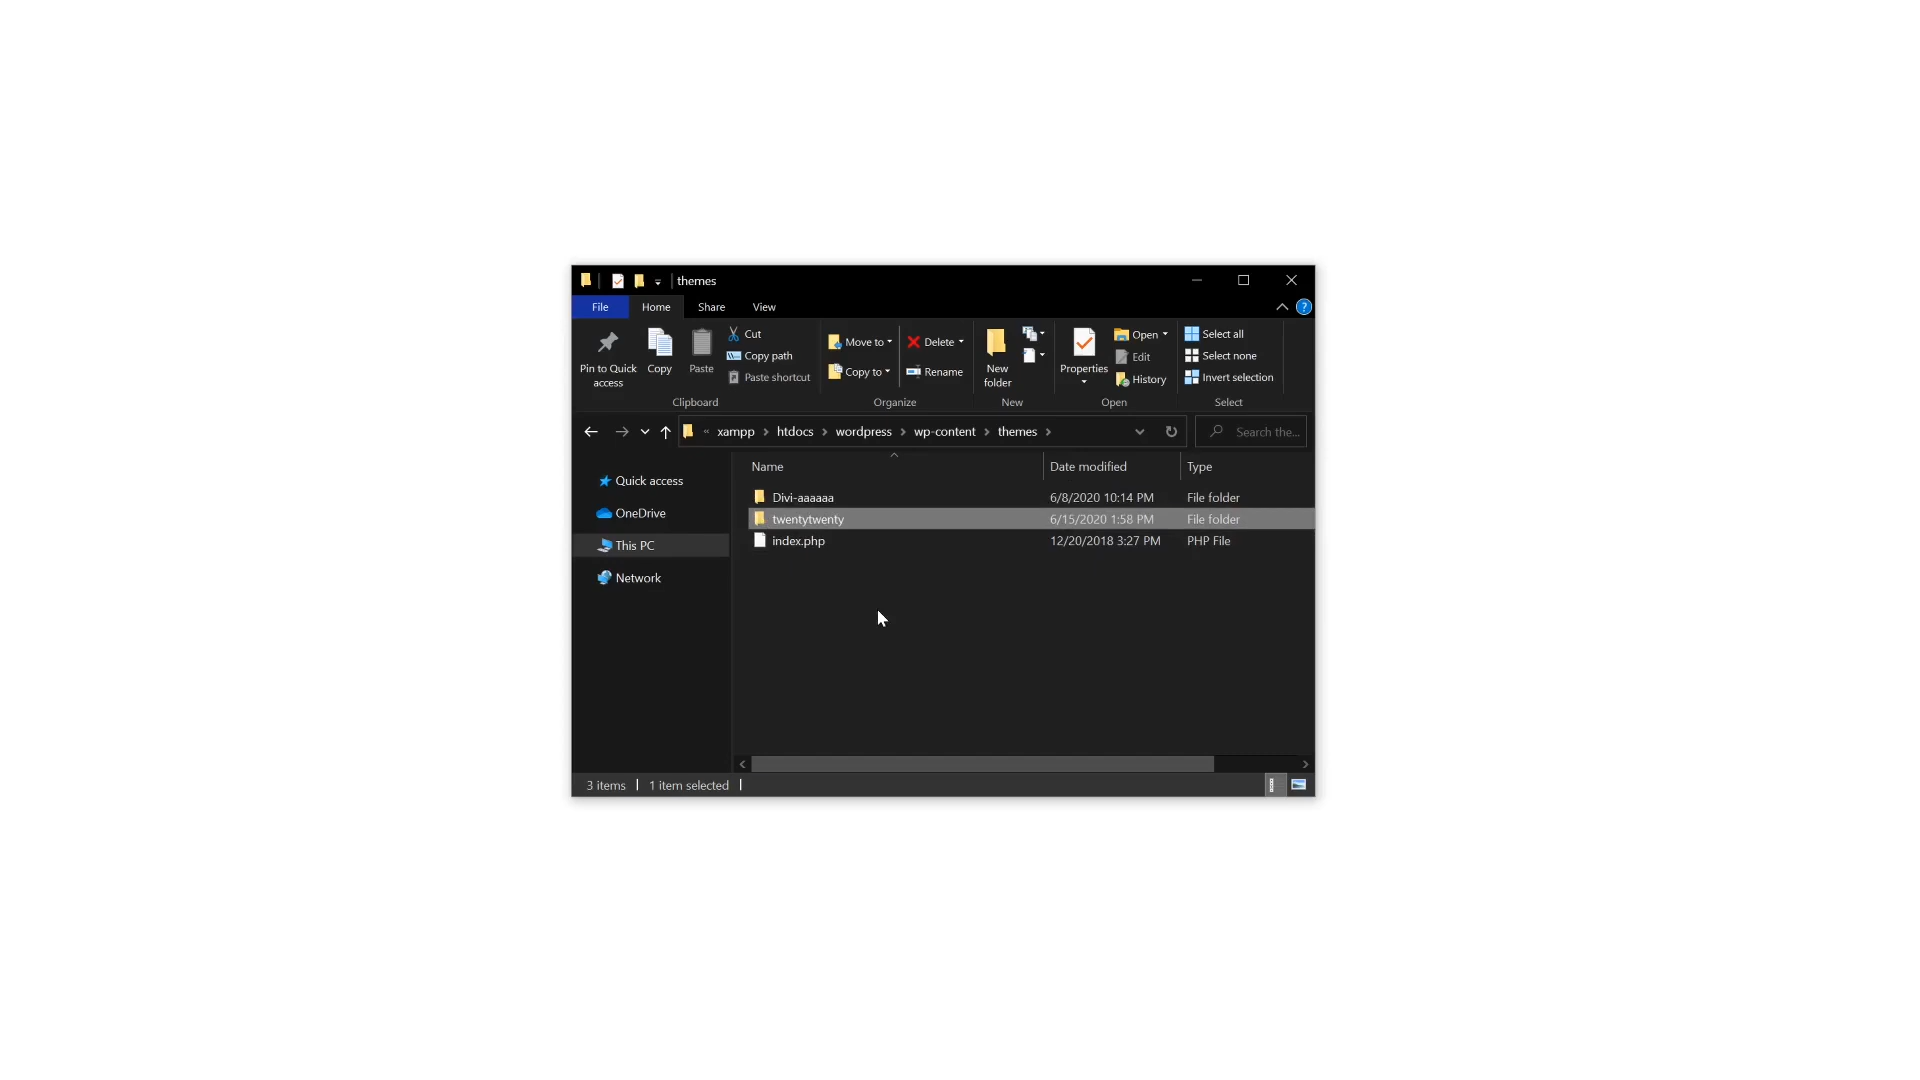 themes
File Home Share View
Pin to Quick access
Copy
Paste
Cut
Copy path
Paste shortcut
Clipboard
Move to
Copy to
Delete
Rename
Organize
New folder
New
Properties
Open
Edit
History
Open
Select all
Select none
Invert selection
Select
« xampp > htdocs > wordpress > wp-content > themes >
Search the...
Quick access
OneDrive
This PC
Network
Name Date modified Type
Divi-aaaaaa 6/8/2020 10:14 PM File folder
twentytwenty 6/15/2020 1:58 PM File folder
index.php 12/20/2018 3:27 PM PHP File
3 items 1 item selected